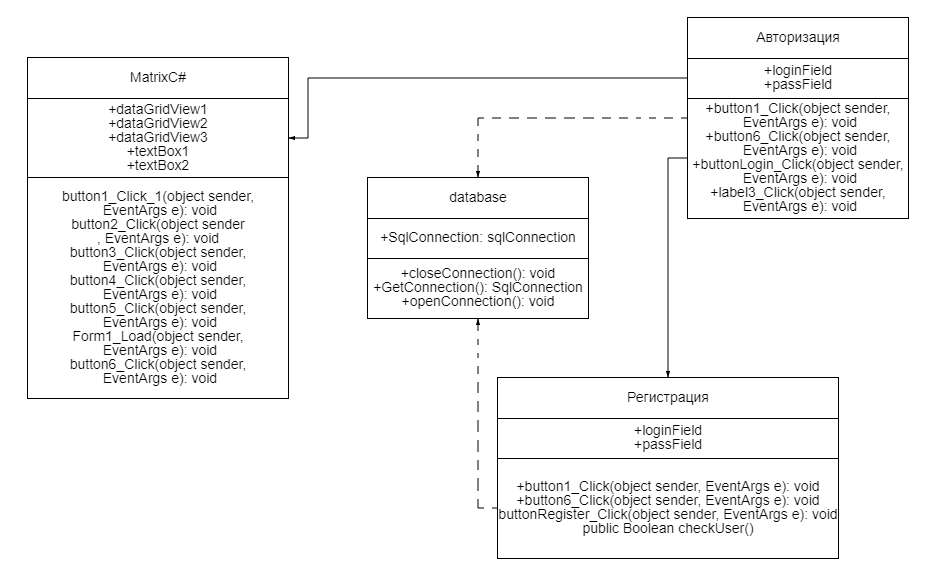 MatrixC#
+dataGridView1
+dataGridView2
+dataGridView3
+textBox1
+textBox2
button1_Click_1(object sender,
EventArgs e): void
button2_Click(object sender
, EventArgs e): void
button3_Click(object sender,
EventArgs e): void
button4_Click(object sender,
EventArgs e): void
button5_Click(object sender,
EventArgs e): void
Form1_Load(object sender,
EventArgs e): void
button6_Click(object sender,
EventArgs e): void
database
+SqlConnection: sqlConnection
+closeConnection(): void
+GetConnection(): SqlConnection
+openConnection(): void
Авторизация
+loginField
+passField
+button1_Click(object sender,
EventArgs e): void
+button6_Click(object sender,
EventArgs e): void
+buttonLogin_Click(object sender,
EventArgs e): void
+label3_Click(object sender,
EventArgs e): void
Регистрация
+loginField
+passField
+button1_Click(object sender, EventArgs e): void
+button6_Click(object sender, EventArgs e): void
buttonRegister_Click(object sender, EventArgs e): void
public Boolean checkUser()